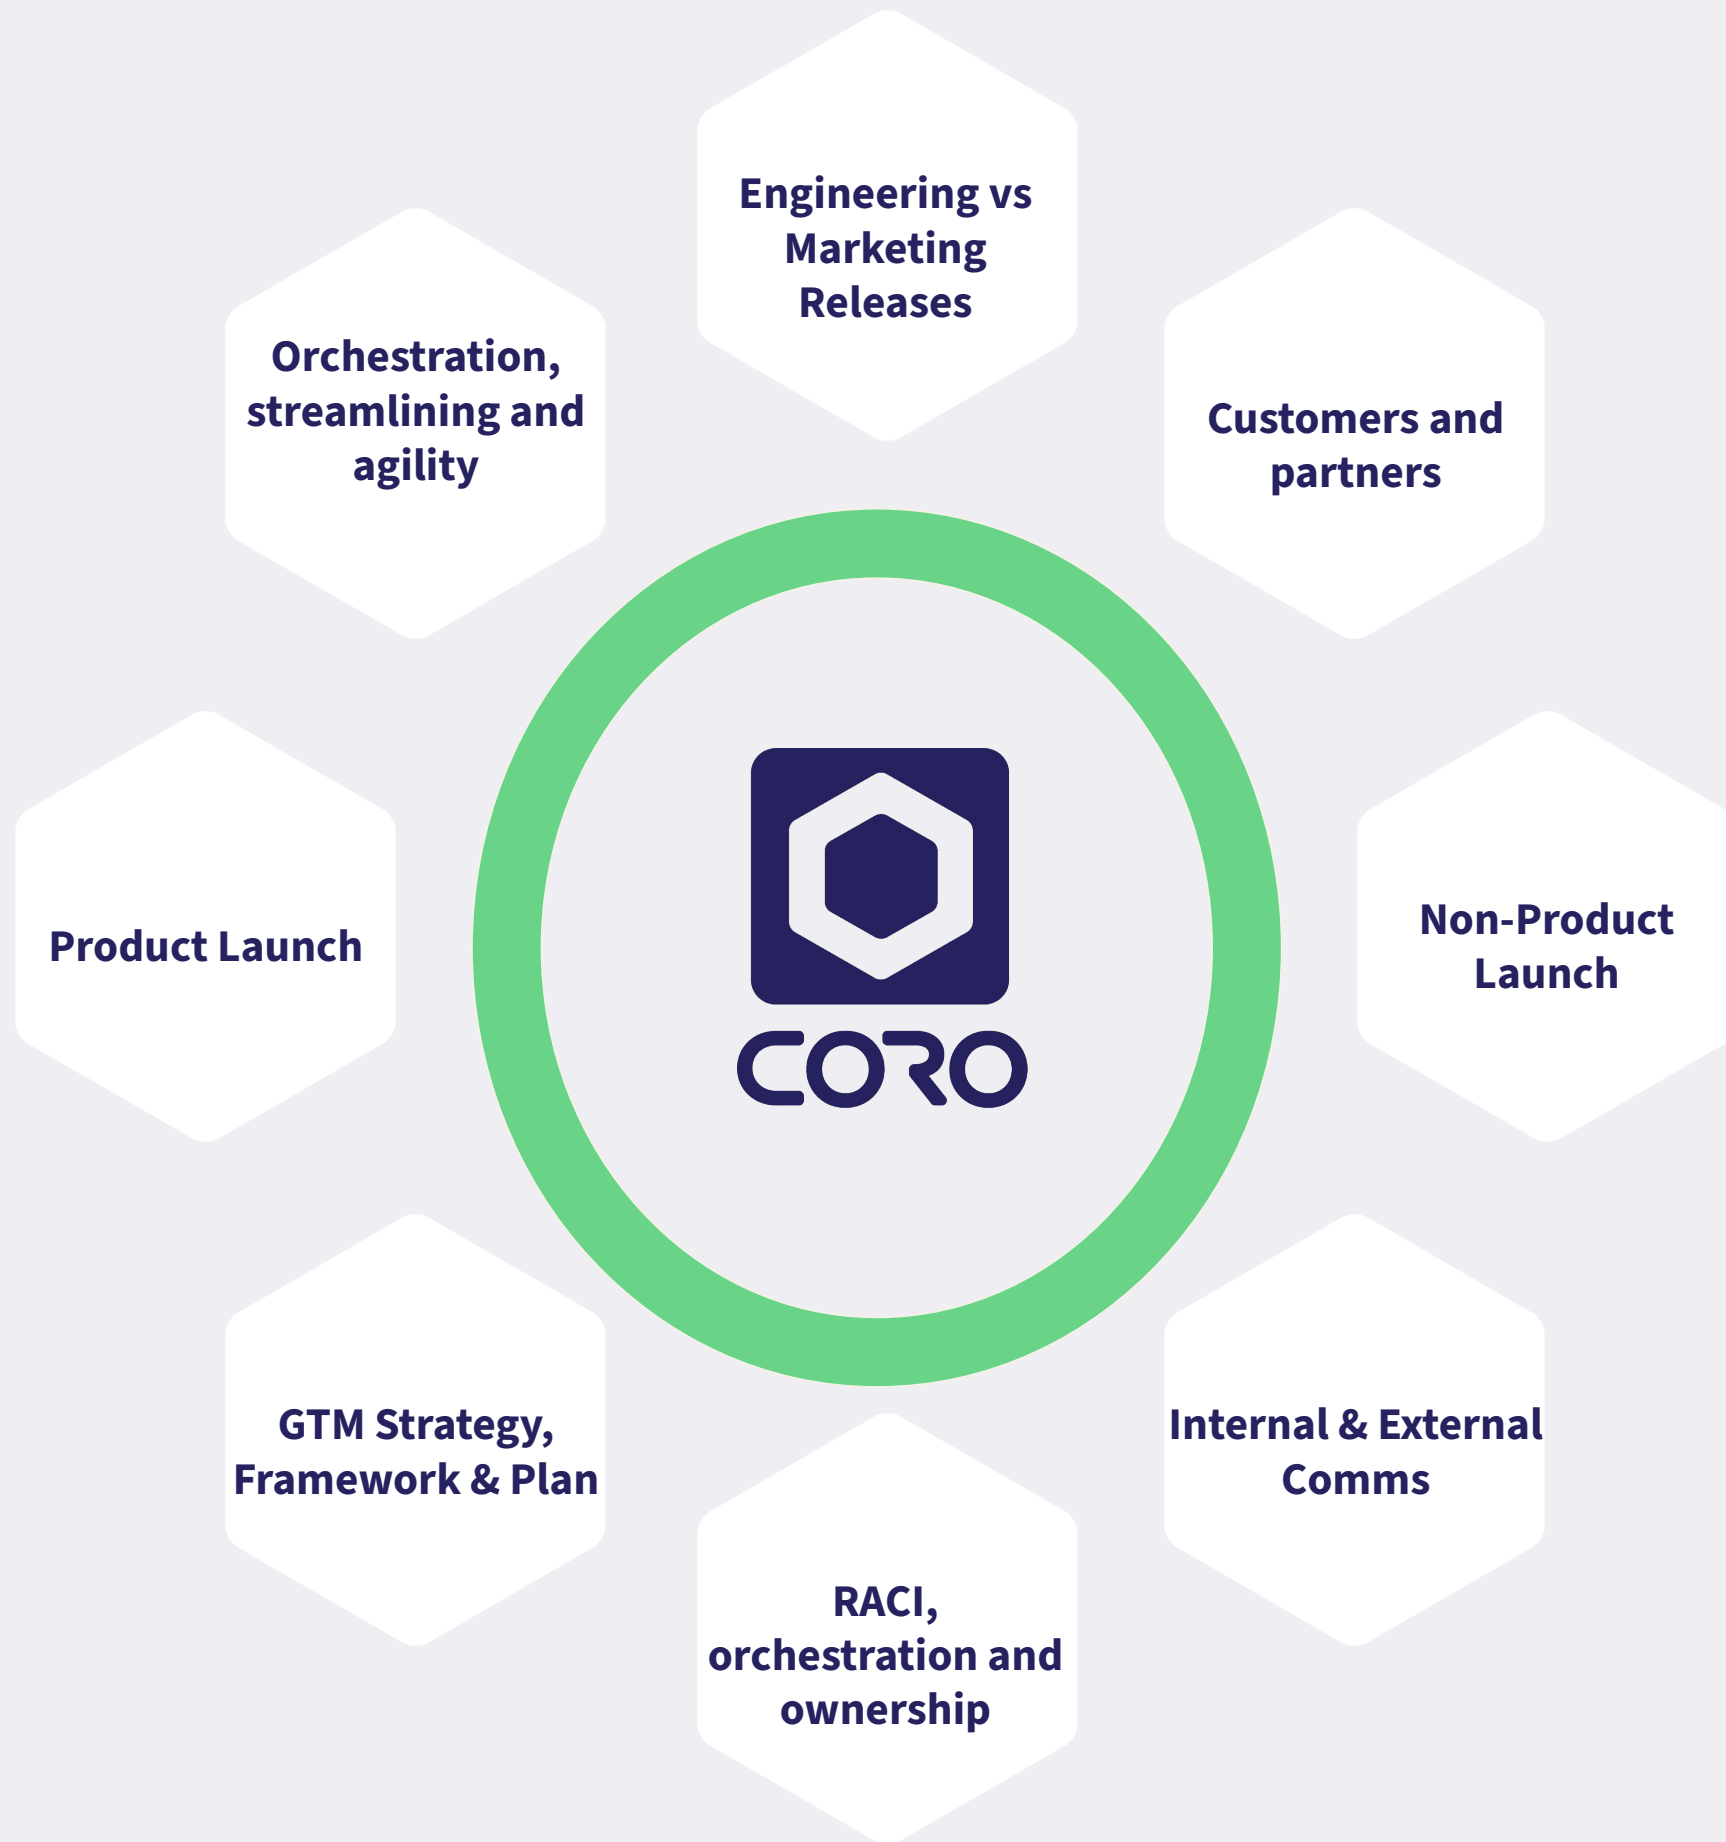 Engineering vs
Marketing
Releases
Orchestration,
streamlining and
agility
Customers and
partners
Product Launch
Non-Product
Launch
CORO
GTM Strategy,
Framework & Plan
Internal & External
Comms
RACI,
orchestration and
ownership